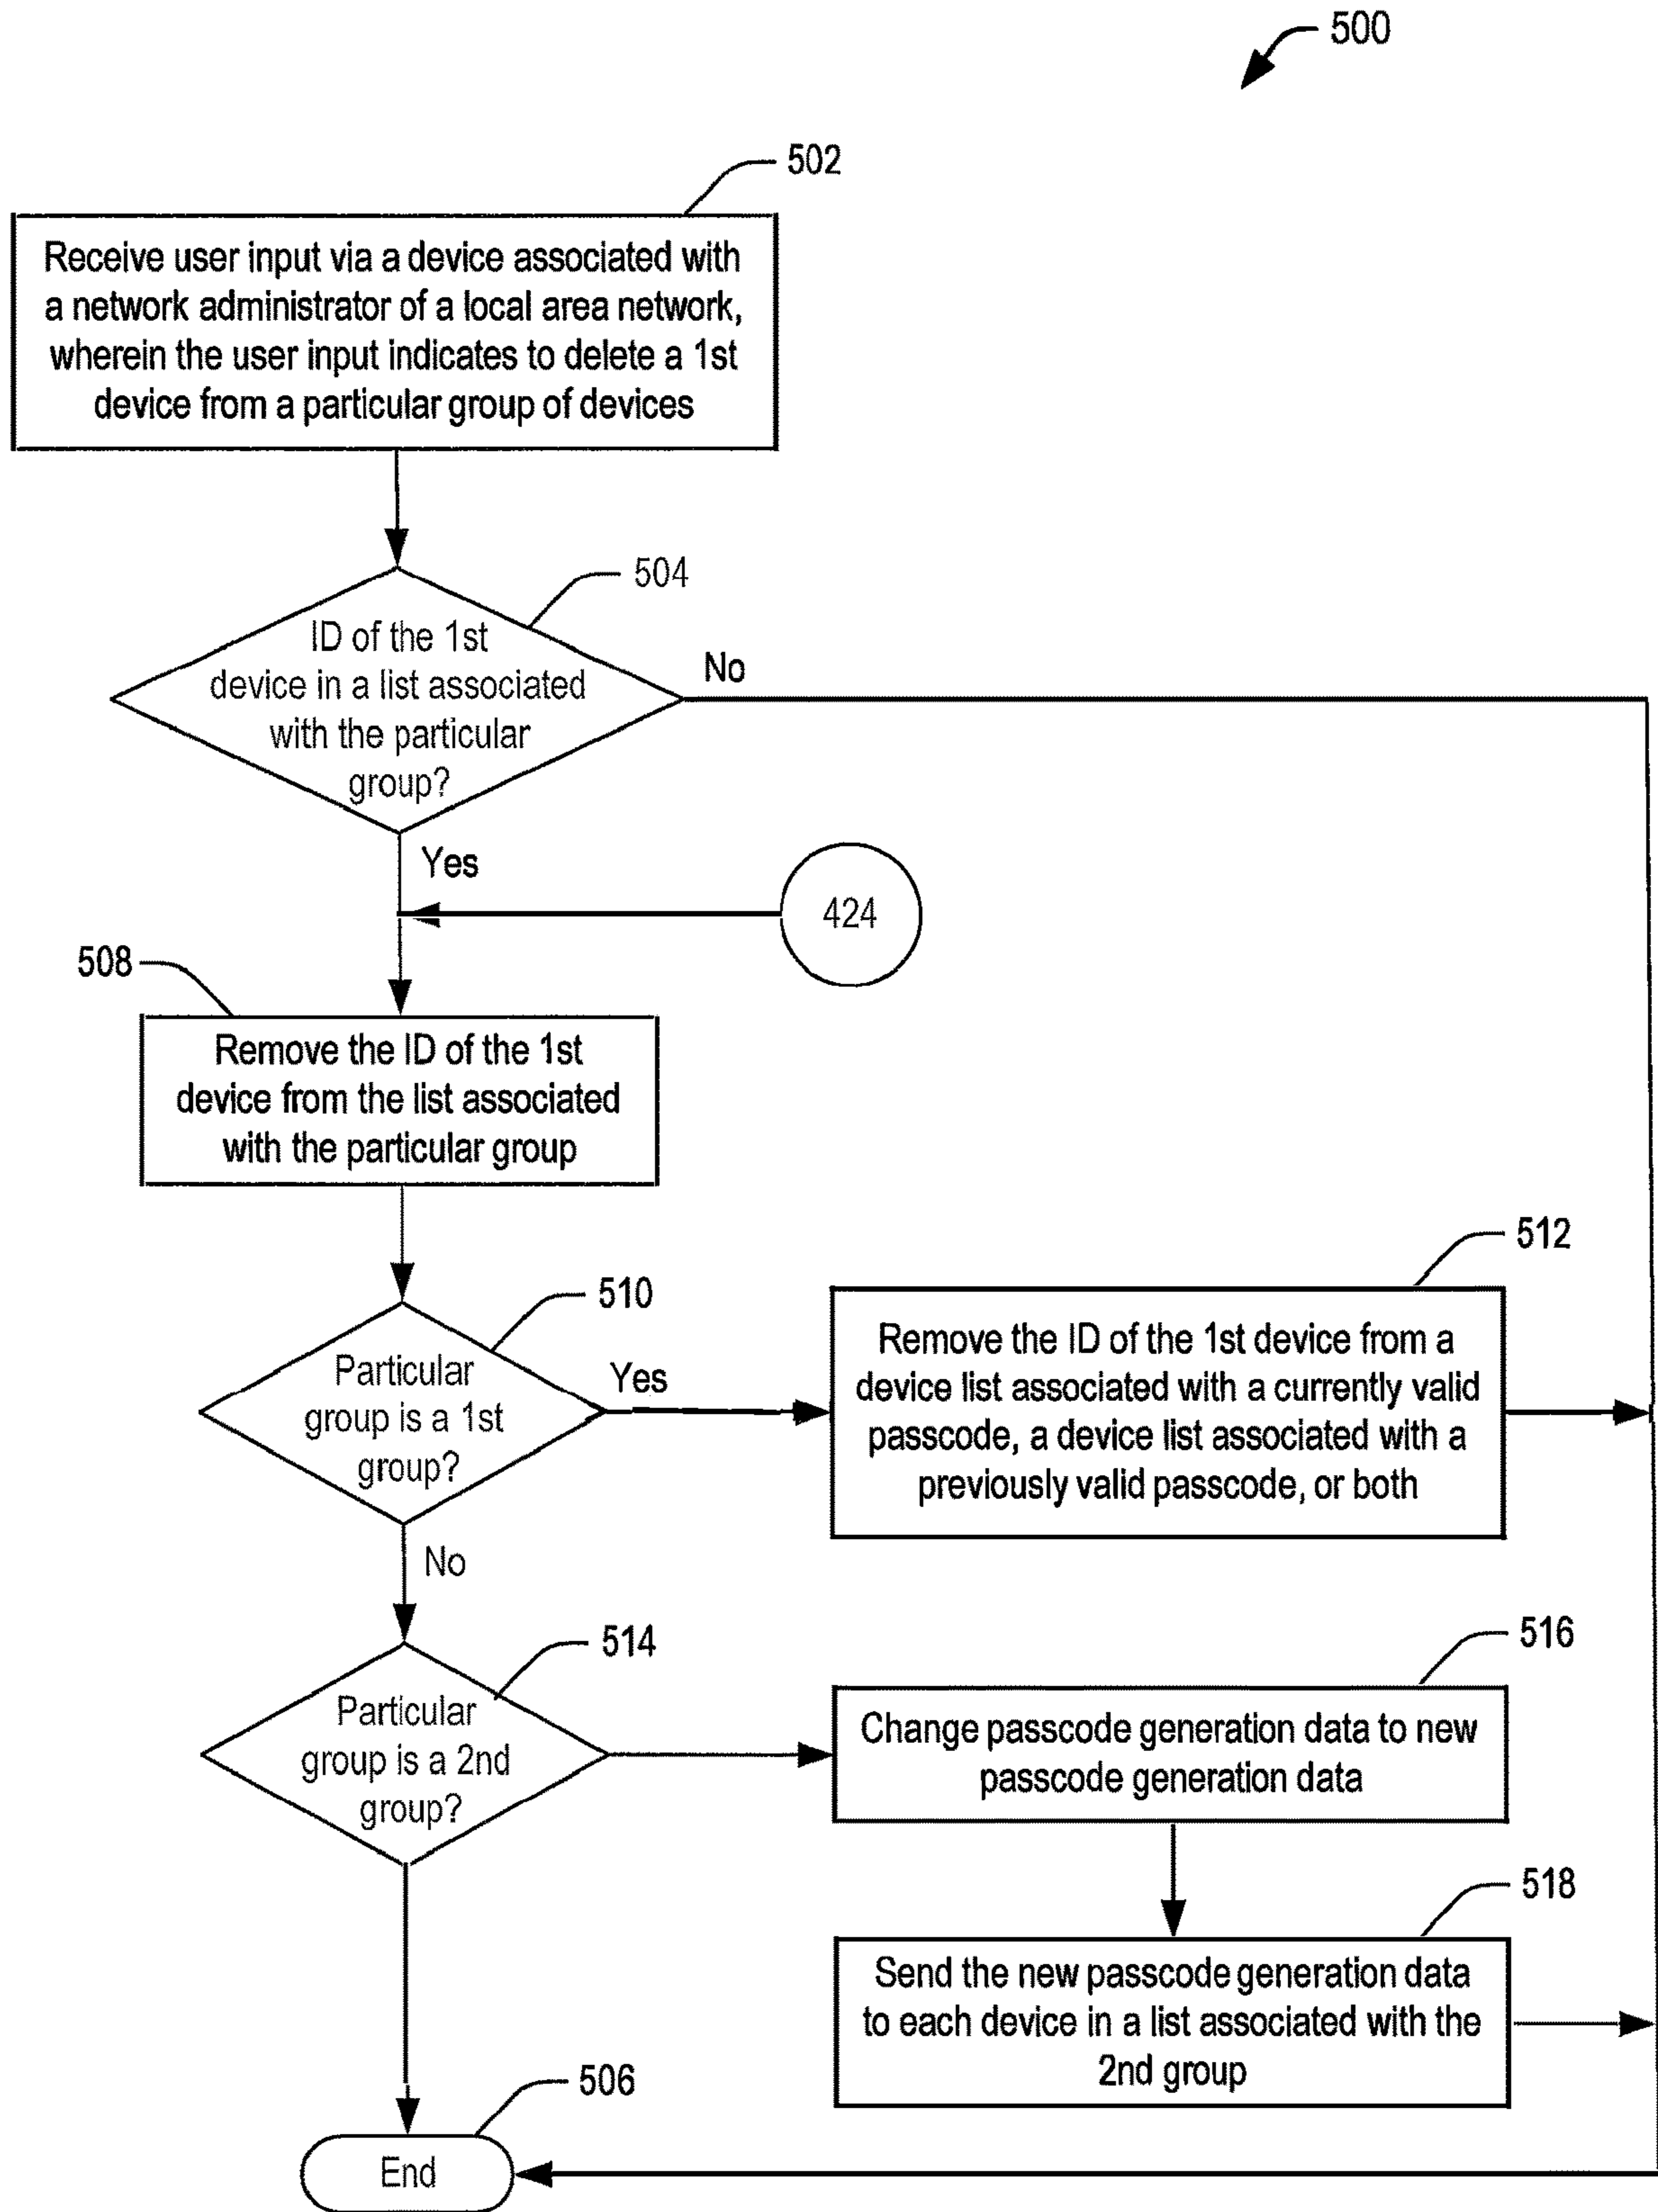 500
502
Receive user input via a device associated with
a network administrator of a local area network,
wherein the user input indicates to delete a 1st
device from a particular group of devices
504
ID of the 1st
device in a list associated
with the particular
group?
No
Yes
424
508
Remove the ID of the 1st
device from the list associated
with the particular group
510
Particular
group is a 1st
group?
Yes
No
512
Remove the ID of the 1st device from a
device list associated with a currently valid
passcode, a device list associated with a
previously valid passcode, or both
514
Particular
group is a 2nd
group?
516
Change passcode generation data to new
passcode generation data
518
Send the new passcode generation data
to each device in a list associated with the
2nd group
506
End